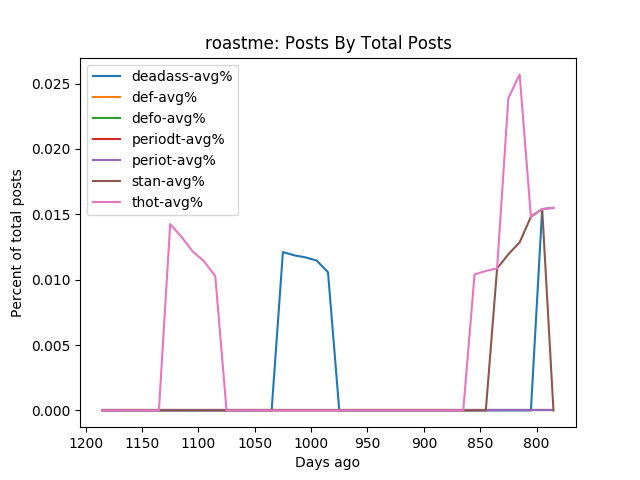 roastme: Posts By Total Posts
deadass-avg%
def-avg%
defo-avg%
periodt-avg%
periot-avg%
stan-avg%
thot-avg%
Percent of total posts
0.025
0.020
0.015
0.010
0.005
0.000
1200 1150 1100 1050 1000 950 900 850 800
Days ago